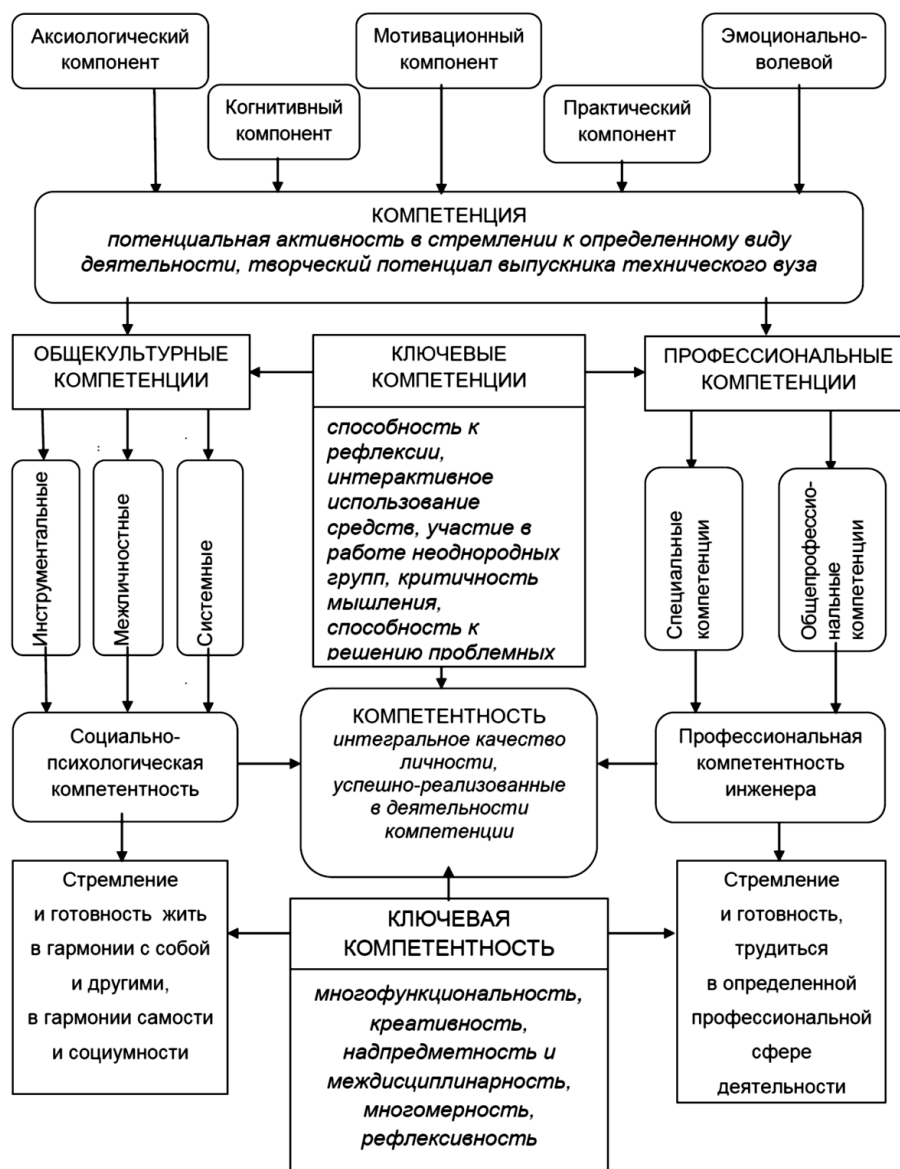 Аксиологический
компонент
Мотивационный
компонент
Эмоционально-
волевой
Когнитивный
компонент
Практический
компонент
КОМПЕТЕНЦИЯ
потенциальная активность в стремлении к определенному виду
деятельности, творческий потенциал выпускника технического вуза
ОБЩЕКУЛЬТУРНЫЕ
КОМПЕТЕНЦИИ
КЛЮЧЕВЫЕ
КОМПЕТЕНЦИИ
ПРОФЕССИОНАЛЬНЫЕ
КОМПЕТЕНЦИИ
способность к
рефлексии,
интерактивное
использование
средств, участие в
работе неоднородных
групп, критичность
мышления,
способность к
решению проблемных
Инструментальные
Межличностные
Системные
Специальные
компетенции
Общепрофессио-
нальные
компетенции
Социально-
психологическая
компетентность
КОМПЕТЕНТНОСТЬ
интегральное качество
личности,
успешно-реализованные
в деятельности
компетенции
Профессиональная
компетентность
инженера
Стремление
и готовность жить
в гармонии с собой
и другими,
в гармонии самости
и социумности
КЛЮЧЕВАЯ
КОМПЕТЕНТНОСТЬ
многофункциональность,
креативность,
надпредметность и
междисциплинарность,
многомерность,
рефлексивность
Стремление
и готовность,
трудиться
в определенной
профессиональной
сфере
деятельности